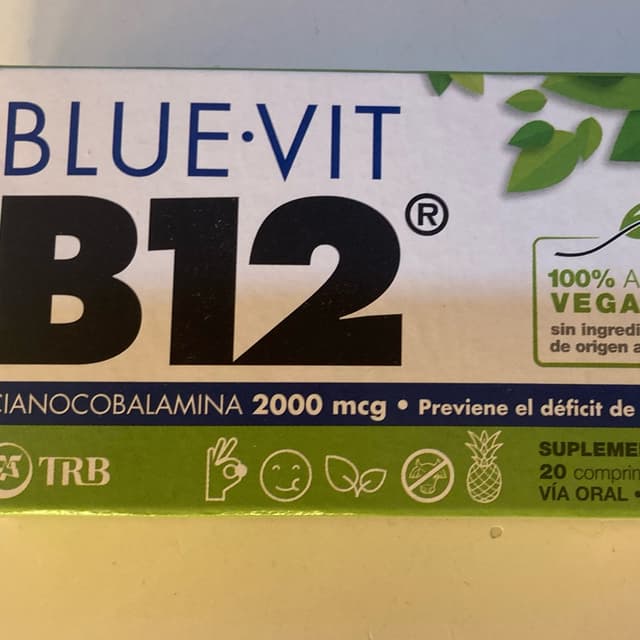 BLUE·VIT
B12®
100% A
VEGA
sin ingredi
de origen a
CIANOCOBALAMINA 2000 mcg • Previene el déficit de
TRB
SUPLEME
20 comprim
VÍA ORAL •